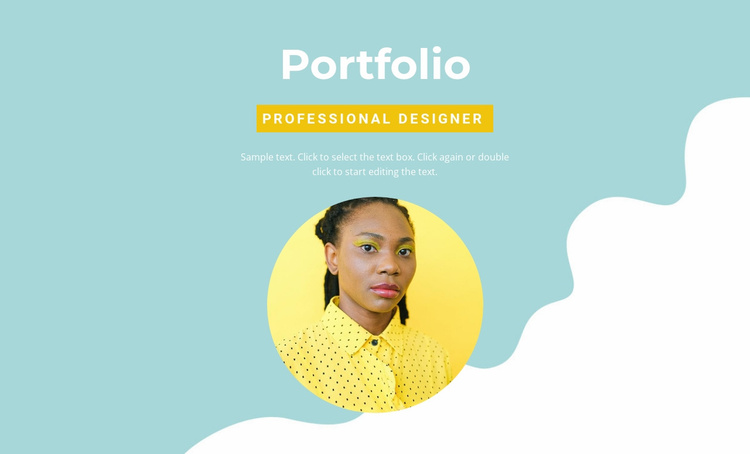 Portfolio
PROFESSIONAL DESIGNER
Sample text. Click to select the text box. Click again or double
click to start editing the text.